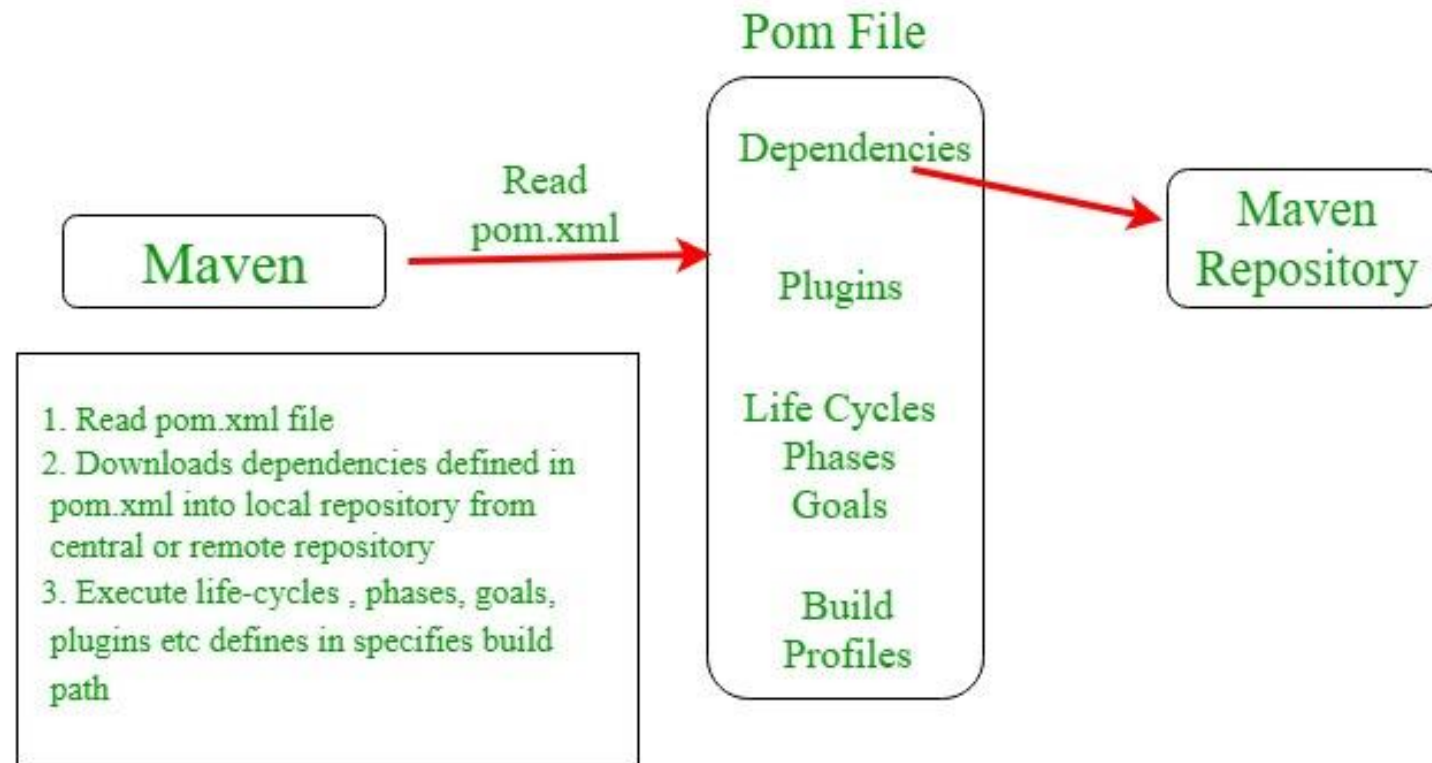 Pom File
Dependencies
Read
pom.xml
Maven
Maven
Repository
Plugins
Life Cycles
Phases
Goals
Build
Profiles
1. Read pom.xml file
2. Downloads dependencies defined in
pom.xml into local repository from
central or remote repository
3. Execute life-cycles , phases, goals,
plugins etc defines in specifies build
path